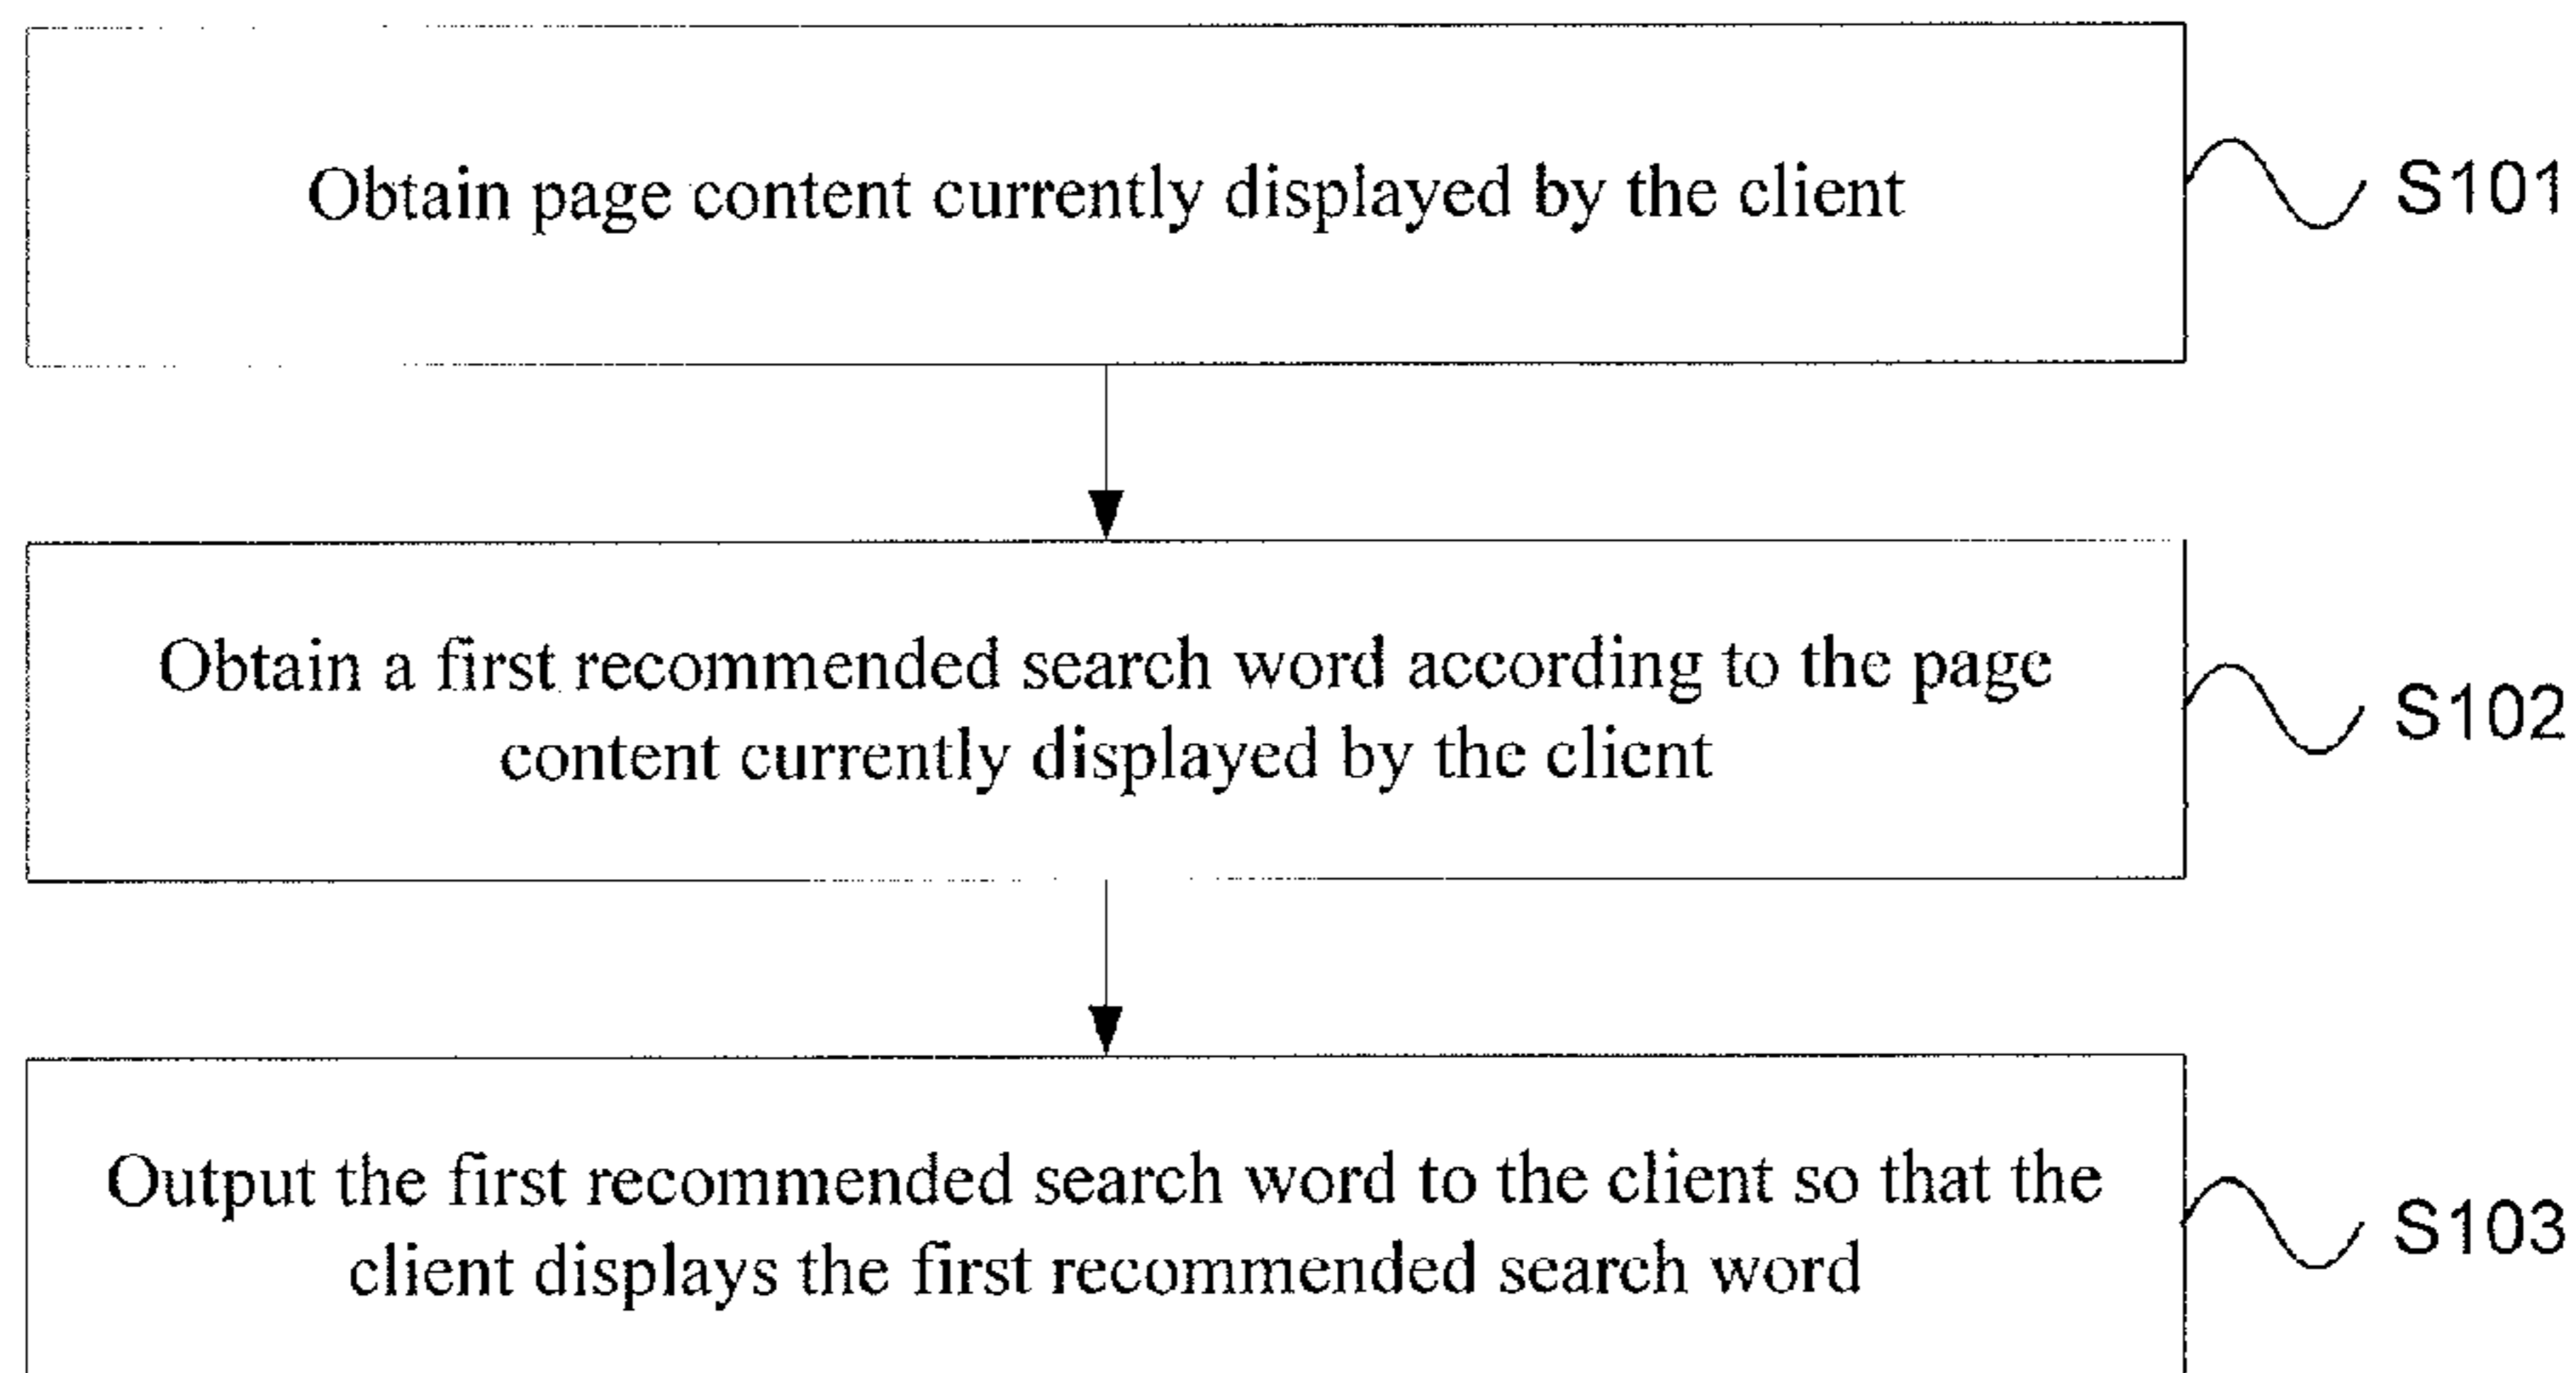 Obtain page content currently displayed by the client
S101
Obtain a first recommended search word according to the page
content currently displayed by the client
S102
Output the first recommended search word to the client so that the
client displays the first recommended search word
S103